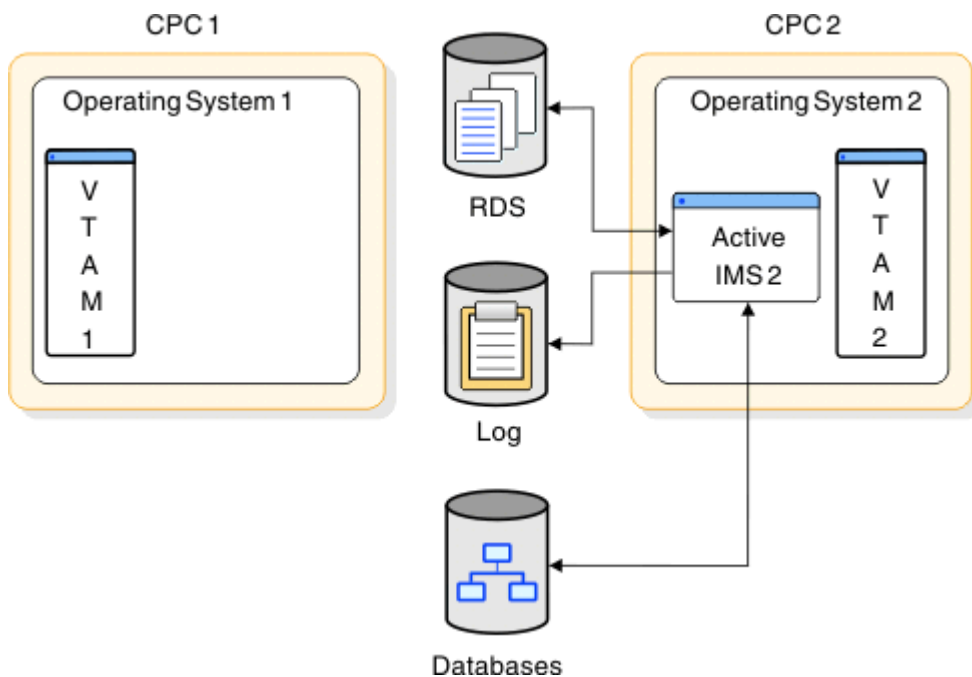 CPC 1
CPC 2
Operating System 1
Operating System 2
V
T
A
M
1
RDS
Active
IMS 2
V
T
A
M
2
Log
Databases